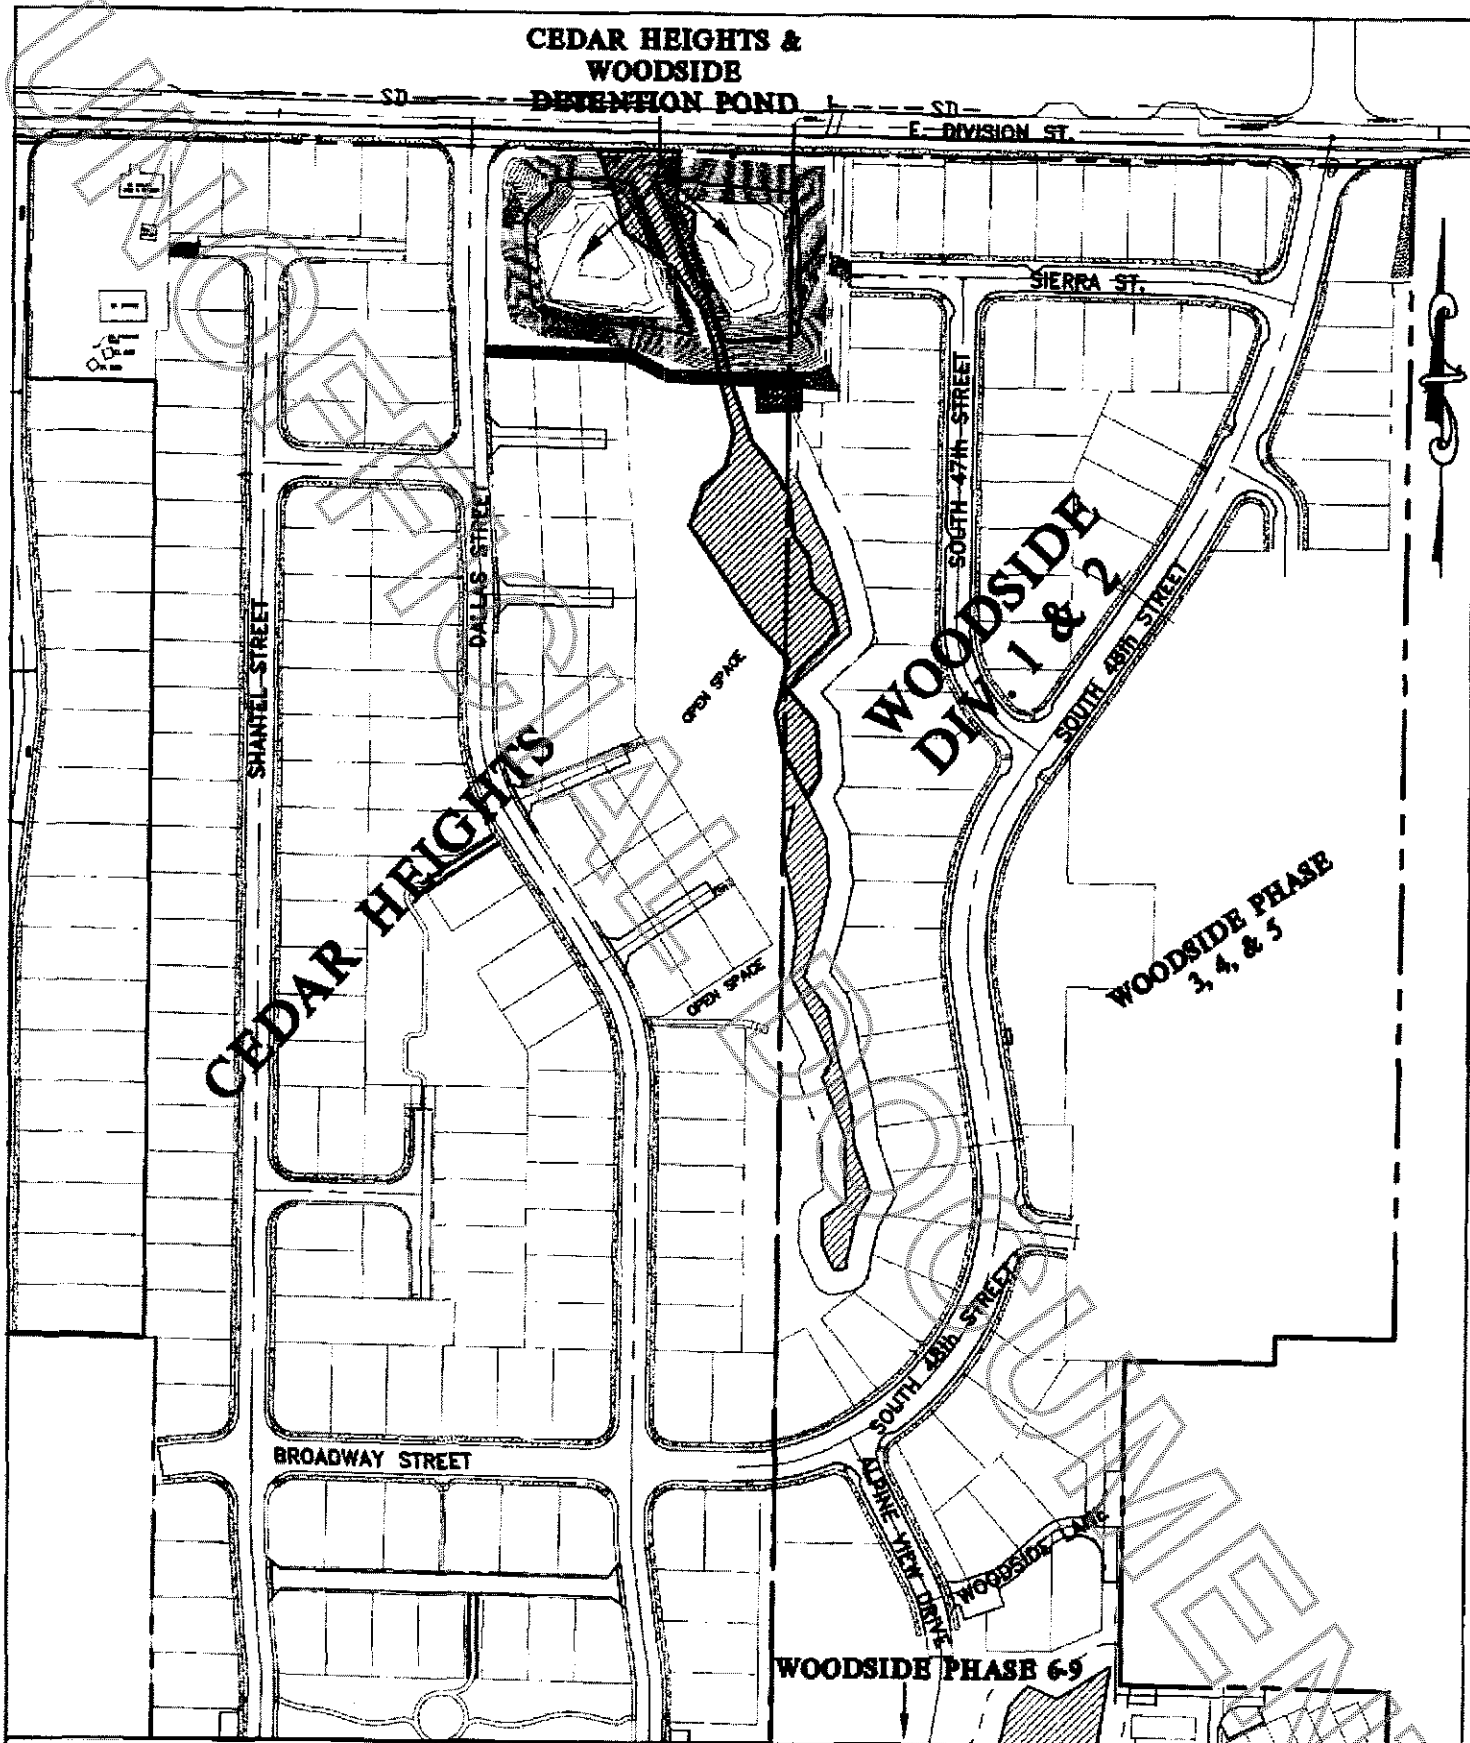 CEDAR HEIGHTS &
WOODSIDE
DETENTION POND
SD
SD
E. DIVISION ST.
SIERRA ST.
SOUTH 47th STREET
DALLAS STREET
SHANTEL STREET
WOODSIDE
DIV. 1 & 2
SOUTH 48th STREET
OPEN SPACE
CEDAR HEIGHTS
WOODSIDE PHASE
3, 4, & 5
OPEN SPACE
SOUTH 48th STREET
BROADWAY STREET
ALPINE VIEW DRIVE
WOODSIDE LANE
WOODSIDE PHASE 6-9
UNOFFICIAL DOCUMENT